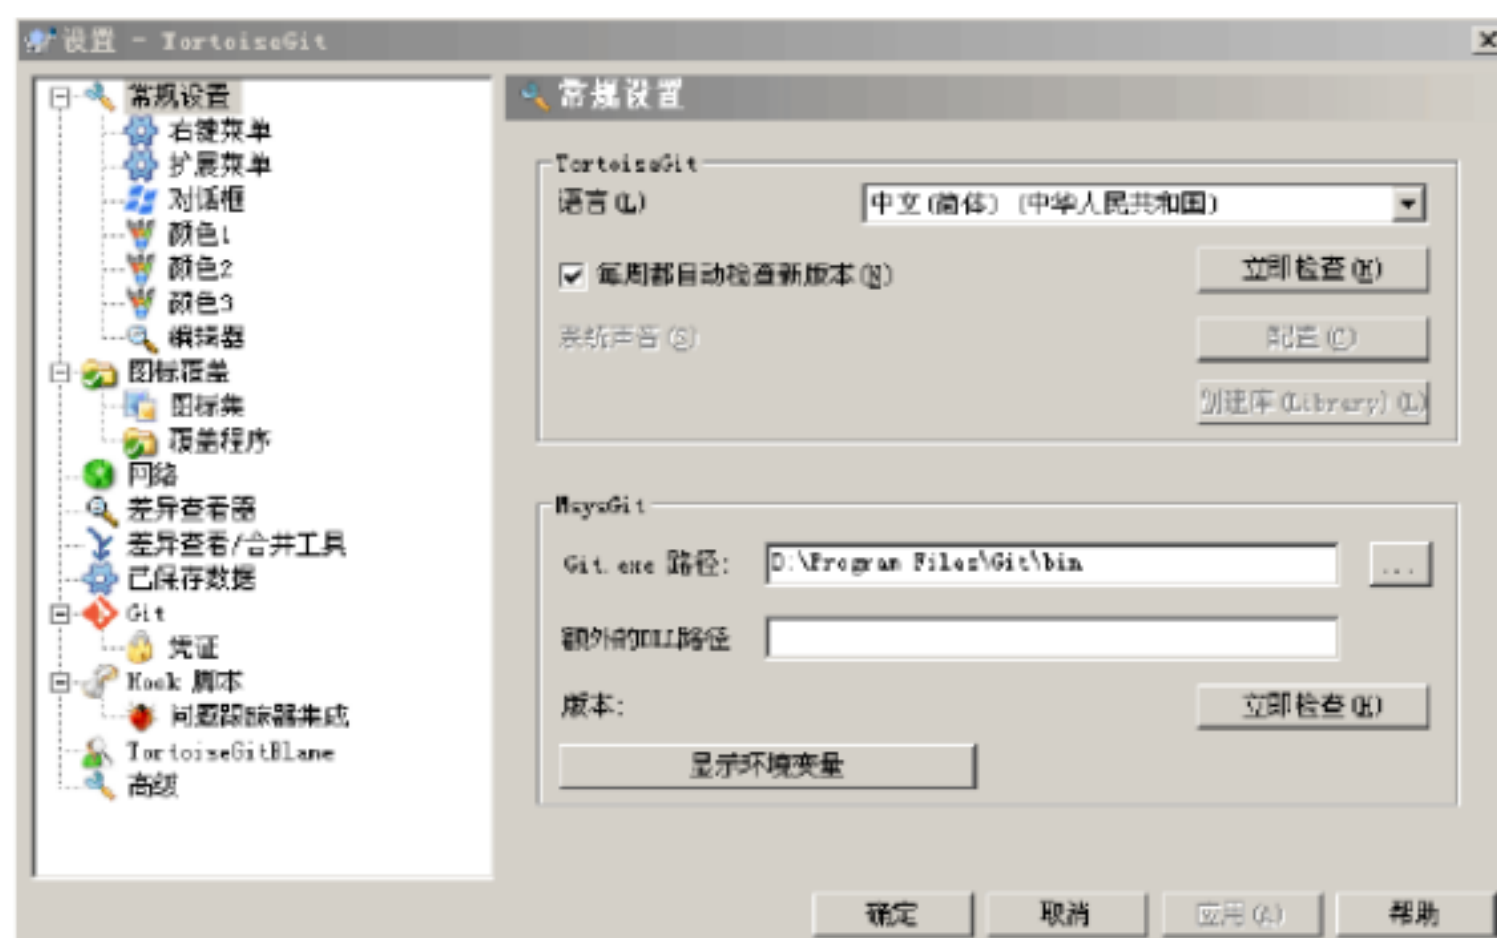 设置 - TortoiseGit
常规设置
右键菜单
扩展菜单
对话框
颜色1
颜色2
颜色3
编辑器
图标覆盖
图标集
覆盖程序
网络
差异查看器
差异查看/合并工具
已保存数据
Git
凭证
Hook 脚本
问题跟踪器集成
TortoiseGitBlame
高级
常规设置
TortoiseGit
语言(L)
中文(简体) (中华人民共和国)
每周都自动检查新版本(N)
立即检查(K)
系统声音(S)
配置(C)
创建库(Library)(L)
MsysGit
Git.exe 路径:
D:\Program Files\Git\bin
...
额外的DLL路径
版本:
立即检查(K)
显示环境变量
确定
取消
应用(A)
帮助